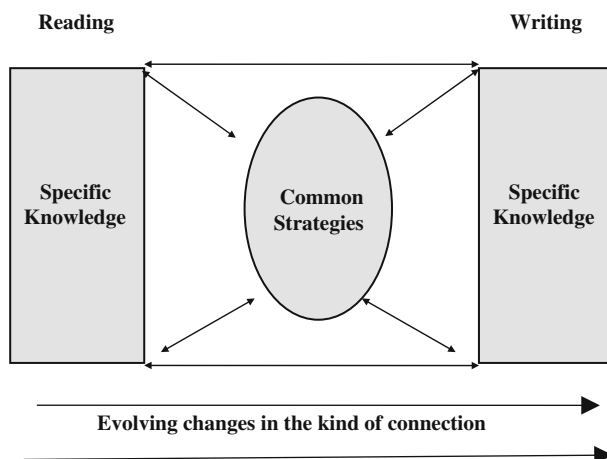 Reading
Writing
Specific
Knowledge
Common
Strategies
Specific
Knowledge
Evolving changes in the kind of connection